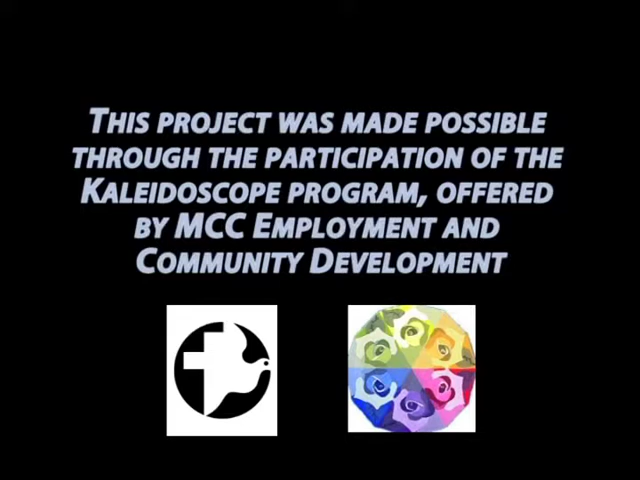 THIS PROJECT WAS MADE POSSIBLE
THROUGH THE PARTICIPATION OF THE
KALEIDOSCOPE PROGRAM, OFFERED
BY MCC EMPLOYMENT AND
COMMUNITY DEVELOPMENT